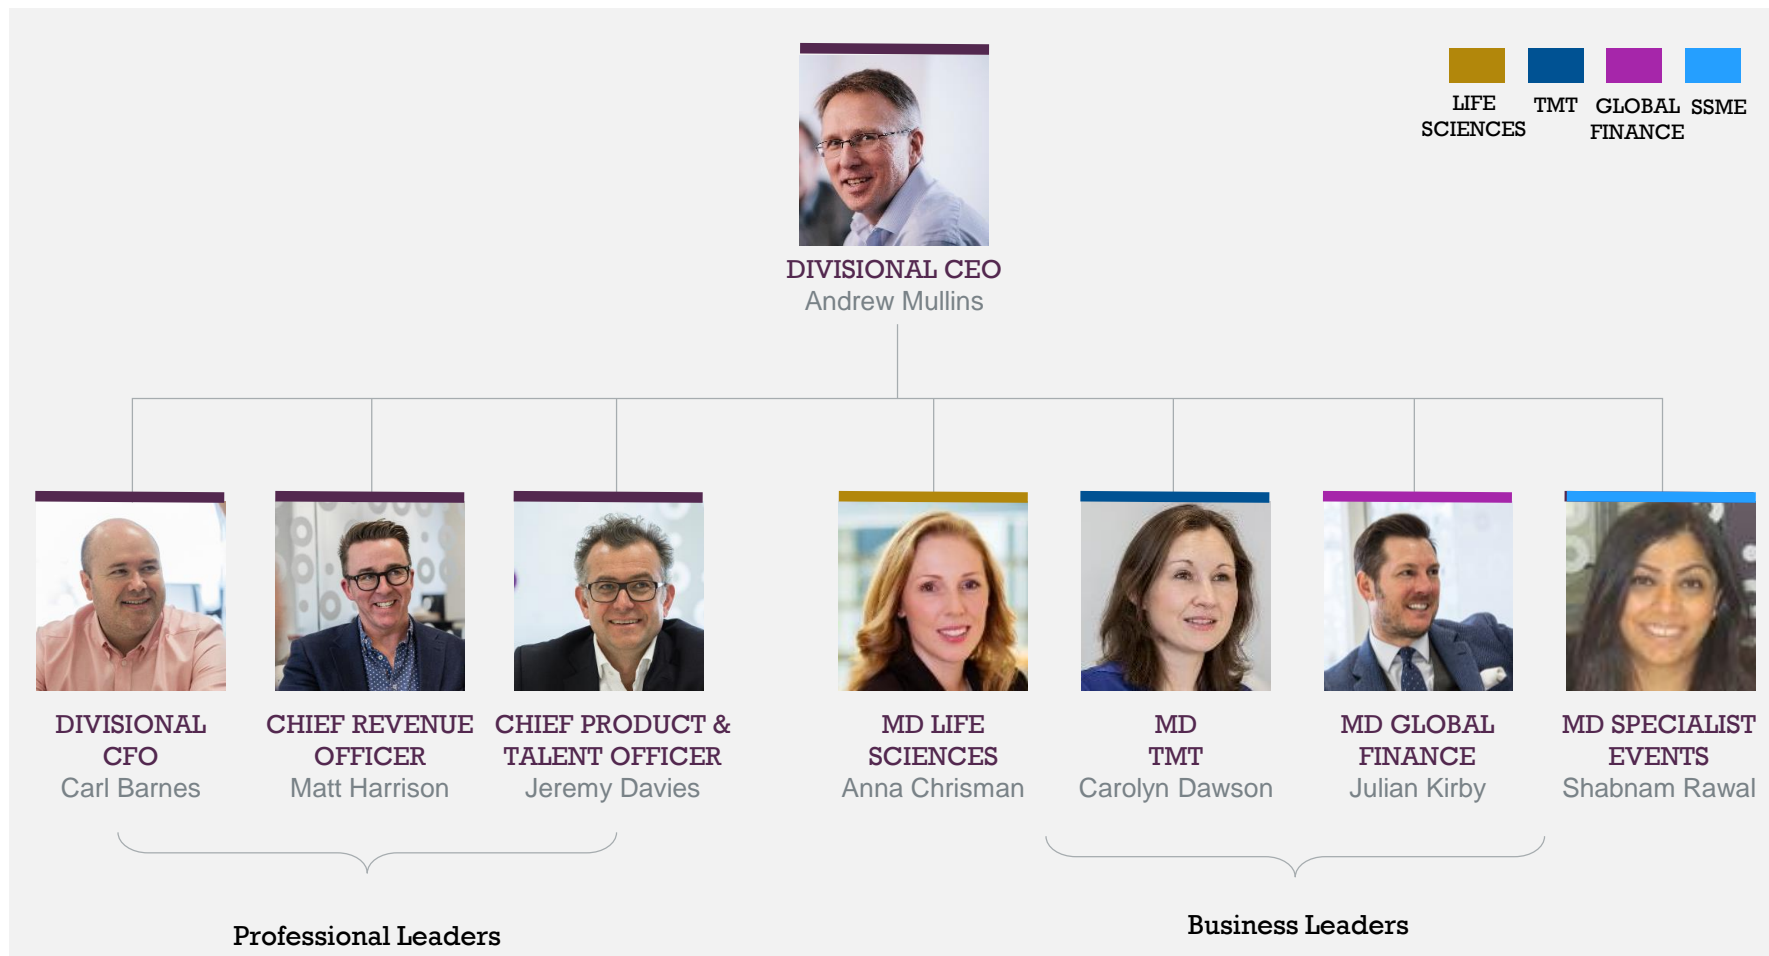 LIFE
SCIENCES
TMT
GLOBAL
FINANCE
SSME
DIVISIONAL CEO
Andrew Mullins
DIVISIONAL
CFO
Carl Barnes
CHIEF REVENUE
OFFICER
Matt Harrison
CHIEF PRODUCT &
TALENT OFFICER
Jeremy Davies
MD LIFE
SCIENCES
Anna Chrisman
MD
TMT
Carolyn Dawson
MD GLOBAL
FINANCE
Julian Kirby
MD SPECIALIST
EVENTS
Shabnam Rawal
Professional Leaders
Business Leaders